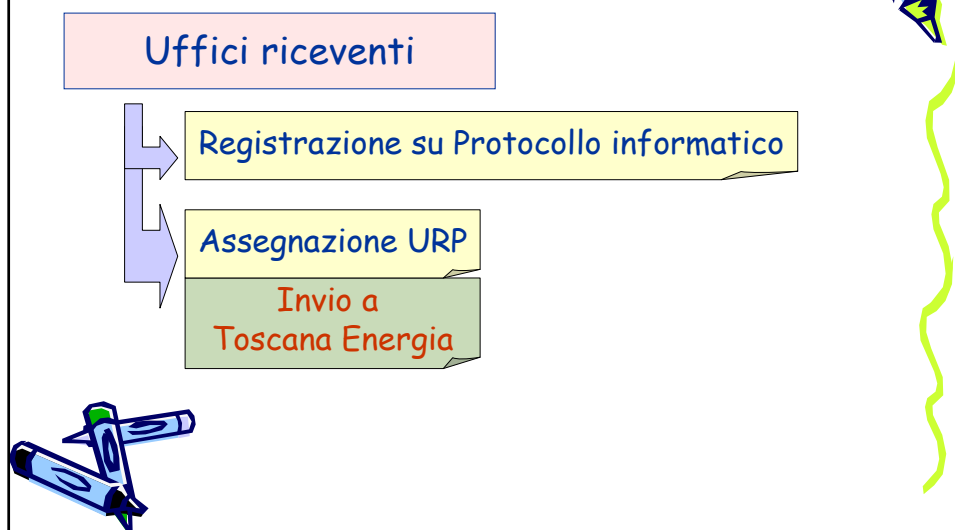 Uffici riceventi
Registrazione su Protocollo informatico
Assegnazione URP
Invio a
Toscana Energia